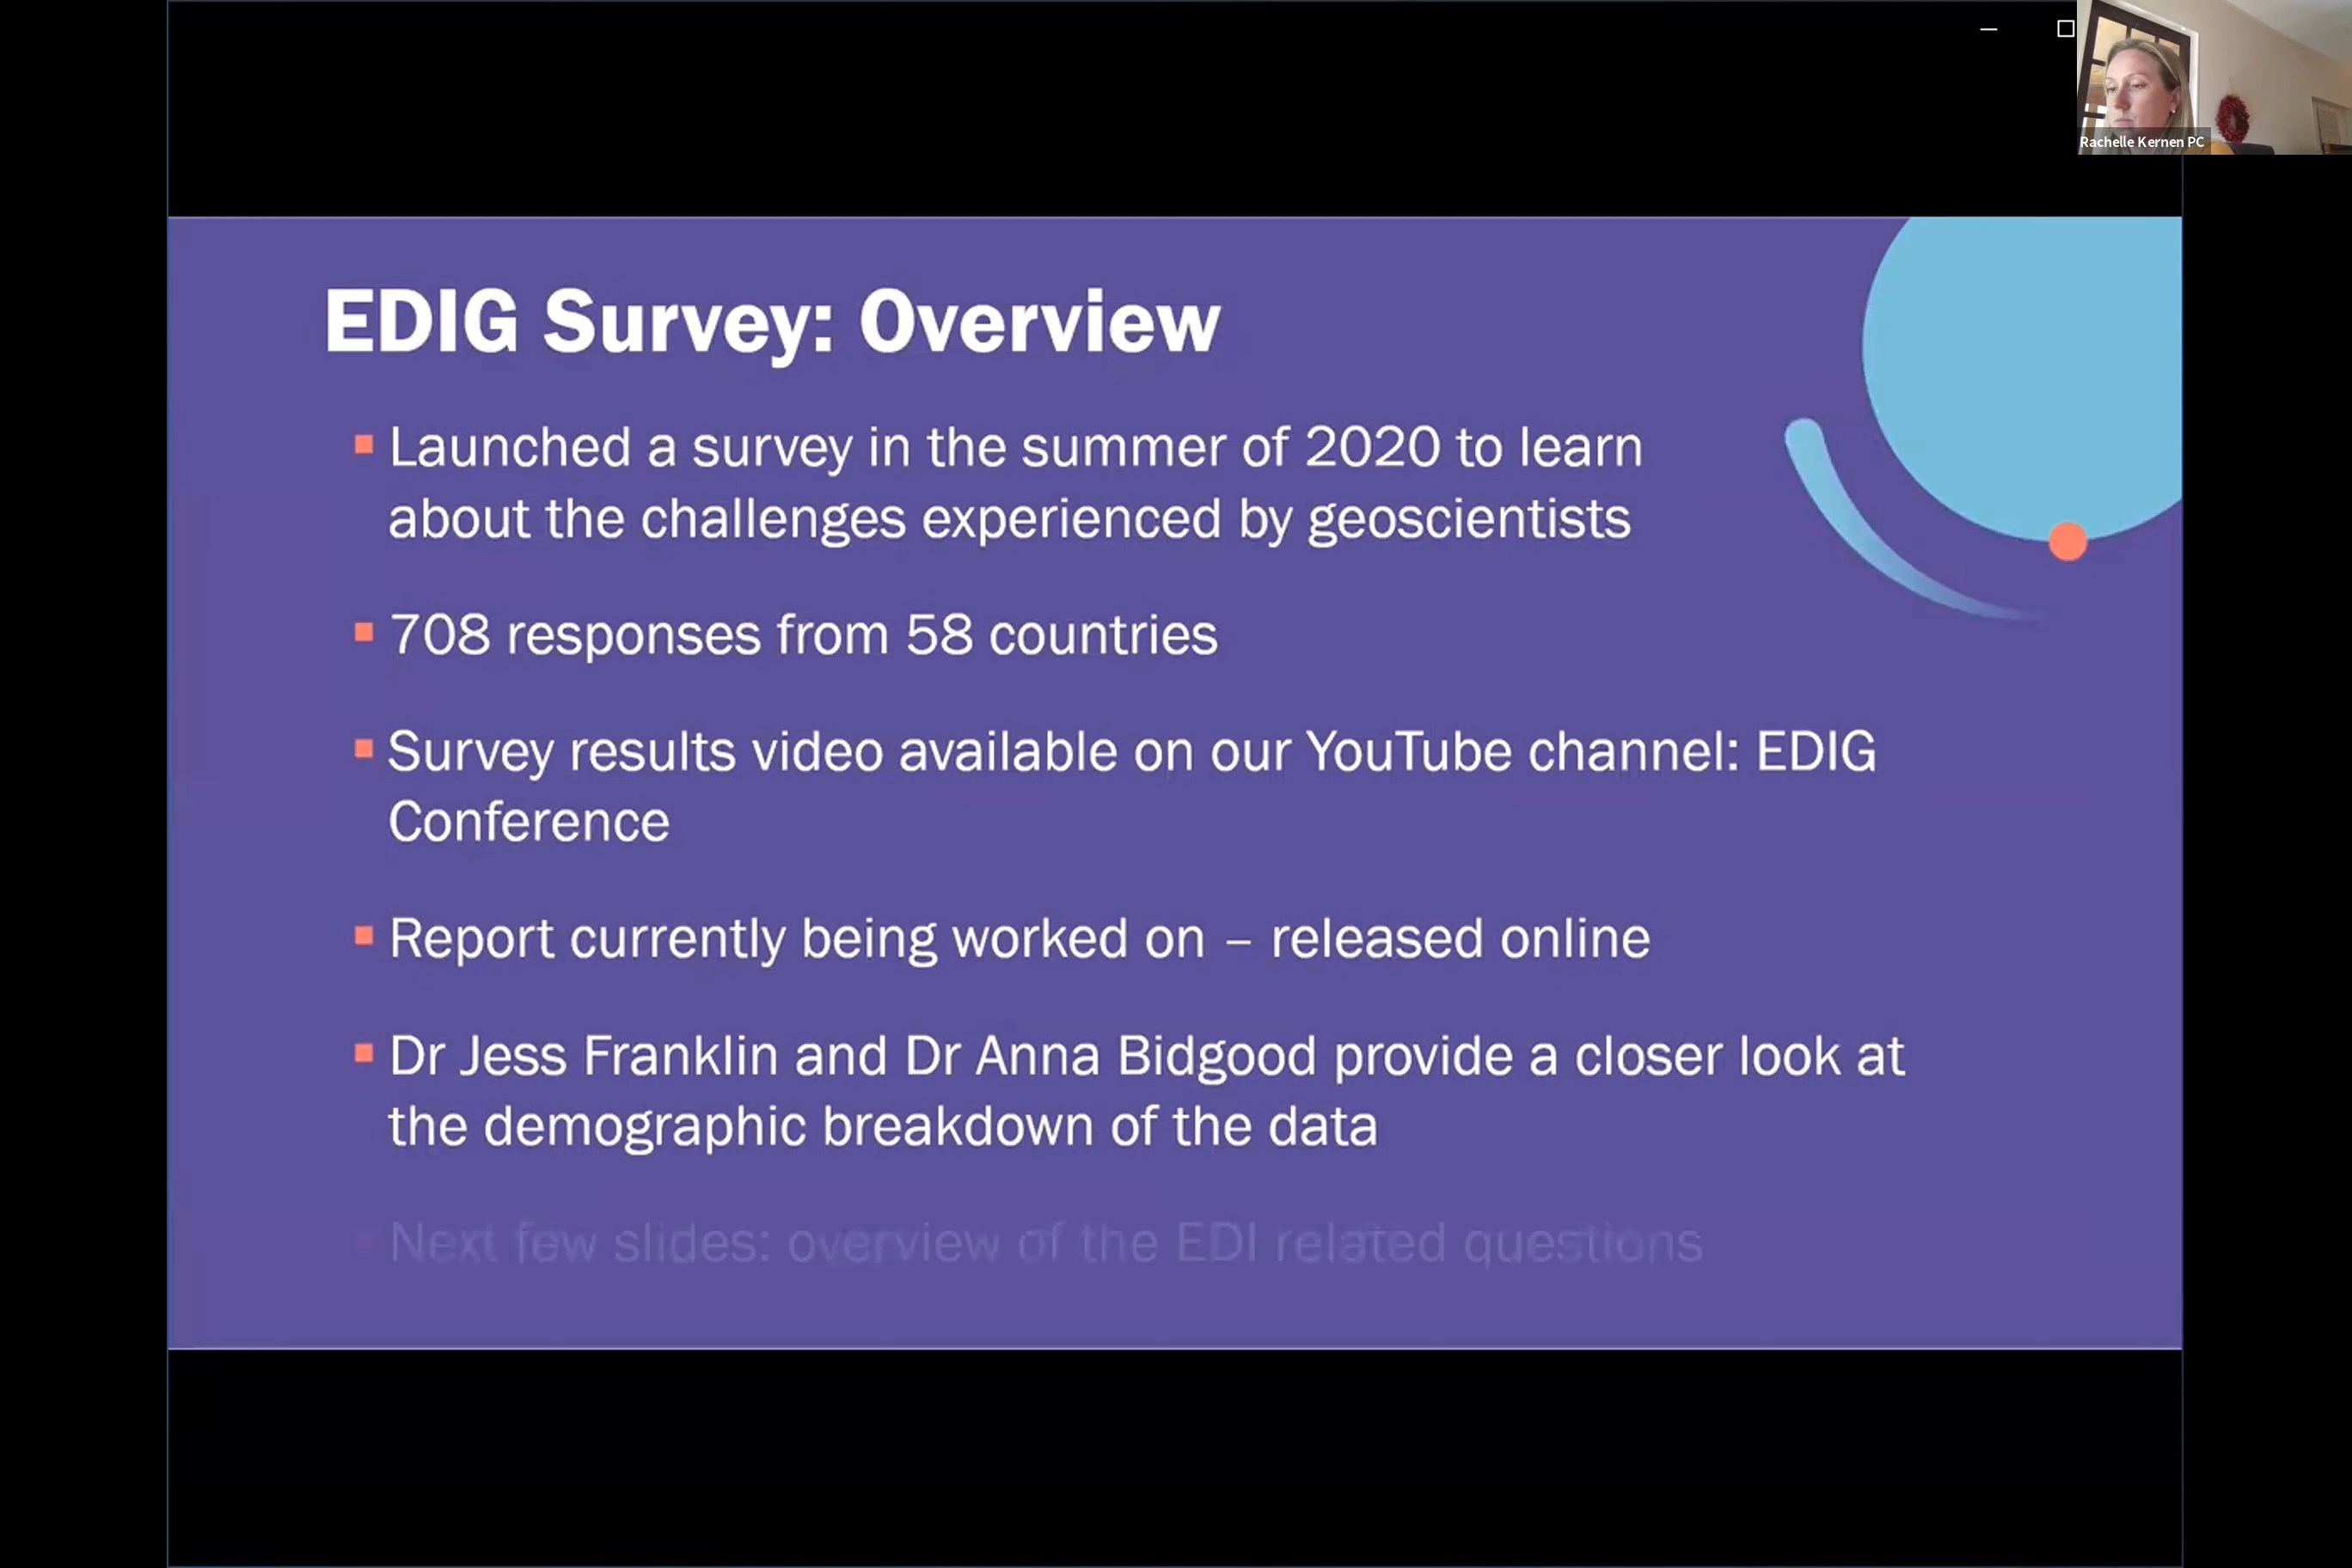 Rachelle Kernen PC
EDIG Survey: Overview
Launched a survey in the summer of 2020 to learn
about the challenges experienced by geoscientists
708 responses from 58 countries
Survey results video available on our YouTube channel: EDIG
Conference
Report currently being worked on – released online
Dr Jess Franklin and Dr Anna Bidgood provide a closer look at
the demographic breakdown of the data
Next few slides: overview of the EDI related questions